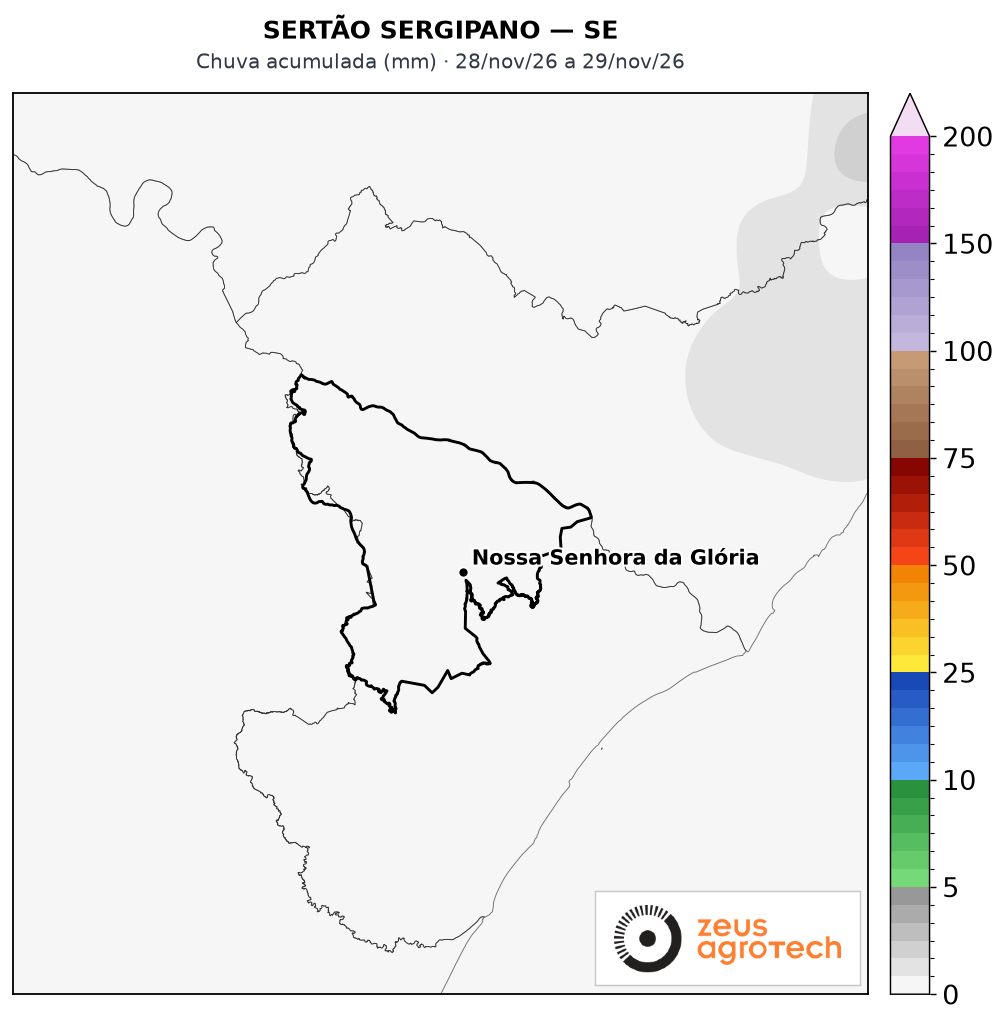 SERTÃO SERGIPANO — SE
Chuva acumulada (mm) · 28/nov/26 a 29/nov/26
200
150
100
75
50
25
10
5
0
Nossa Senhora da Glória
zeus
agrotech